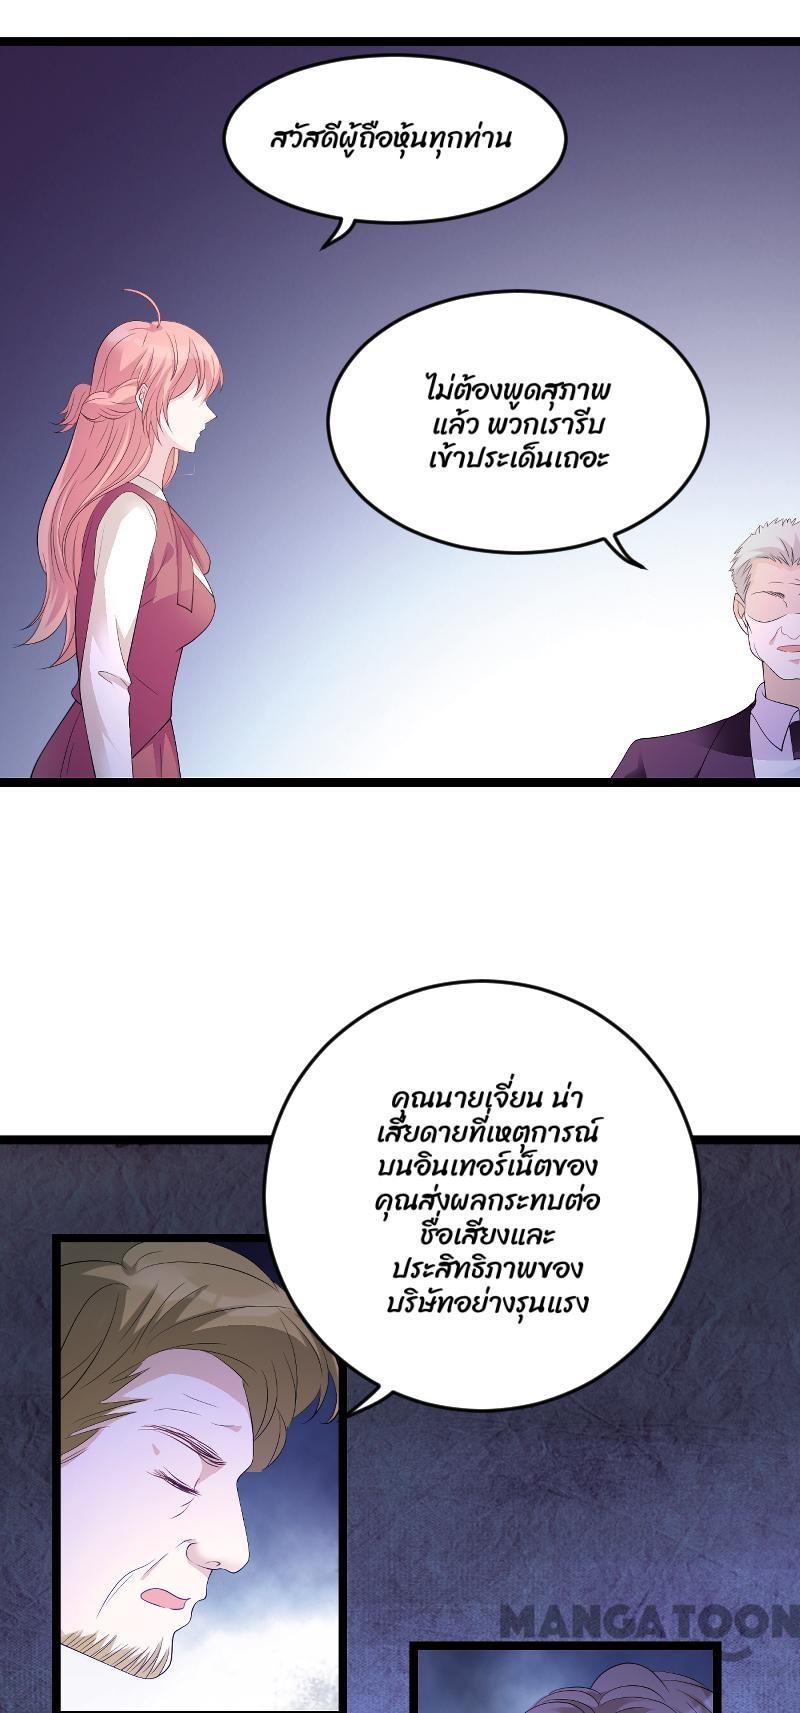 สวัสดีผู้ถือหุ้นทุกท่าน
ไม่ต้องพูดสุภาพ
แล้ว พวกเรารีบ
เข้าประเด็นเถอะ
คุณนายเจี่ยน น่า
เสียดายที่เหตุการณ์
บนอินเทอร์เน็ตของ
คุณส่งผลกระทบต่อ
ชื่อเสียงและ
ประสิทธิภาพของ
บริษัทอย่างรุนแรง
MANGATOON